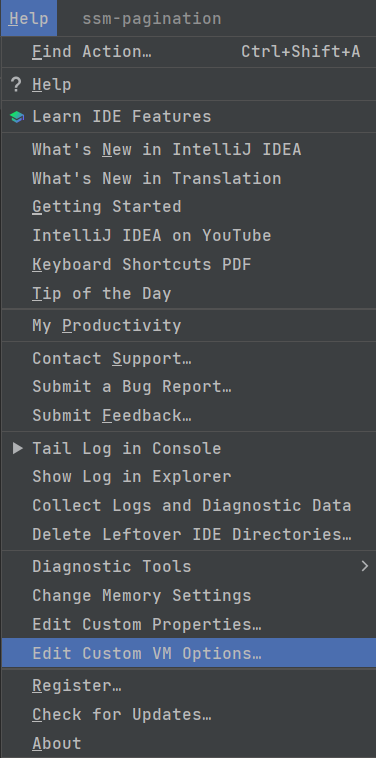 Help ssm-pagination
Find Action… Ctrl+Shift+A
? Help
Learn IDE Features
What's New in IntelliJ IDEA
What's New in Translation
Getting Started
IntelliJ IDEA on YouTube
Keyboard Shortcuts PDF
Tip of the Day
My Productivity
Contact Support…
Submit a Bug Report…
Submit Feedback…
Tail Log in Console
Show Log in Explorer
Collect Logs and Diagnostic Data
Delete Leftover IDE Directories…
Diagnostic Tools
Change Memory Settings
Edit Custom Properties…
Edit Custom VM Options…
Register…
Check for Updates…
About